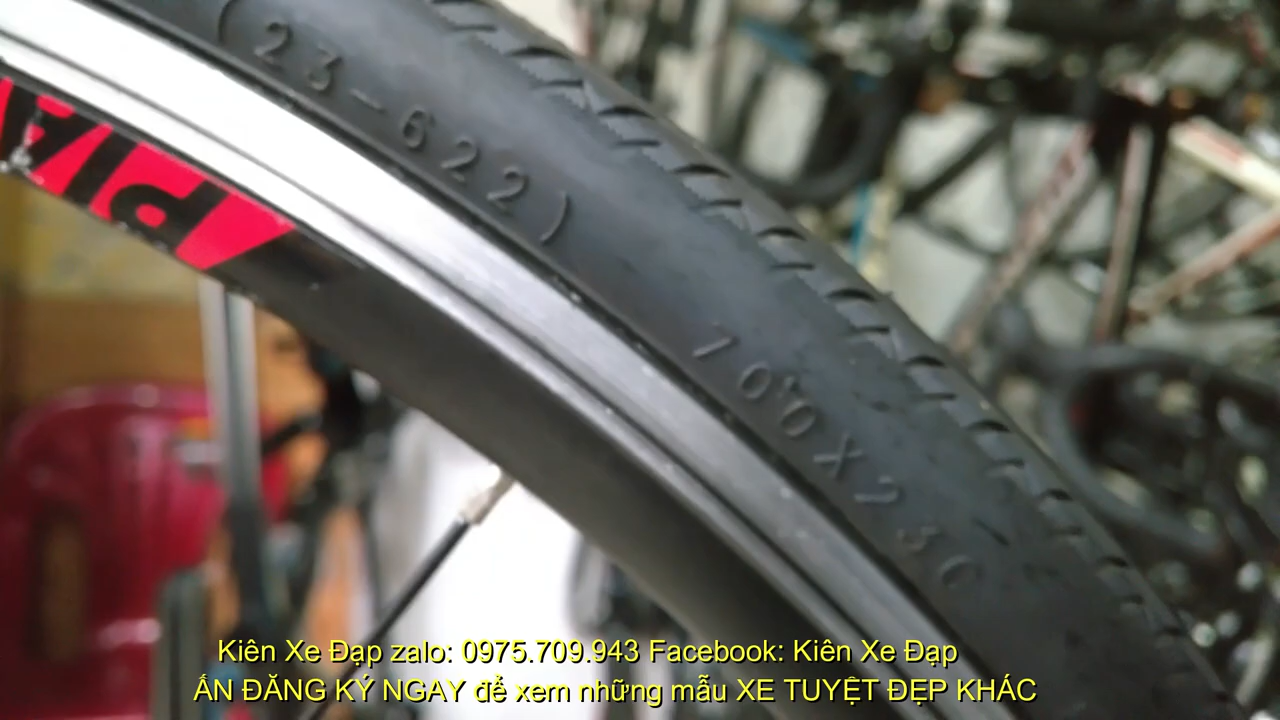 (23-622)
700X23C
Kiên Xe Đạp zalo: 0975.709.943 Facebook: Kiên Xe Đạp
ẤN ĐĂNG KÝ NGAY để xem những mẫu XE TUYỆT ĐẸP KHÁC